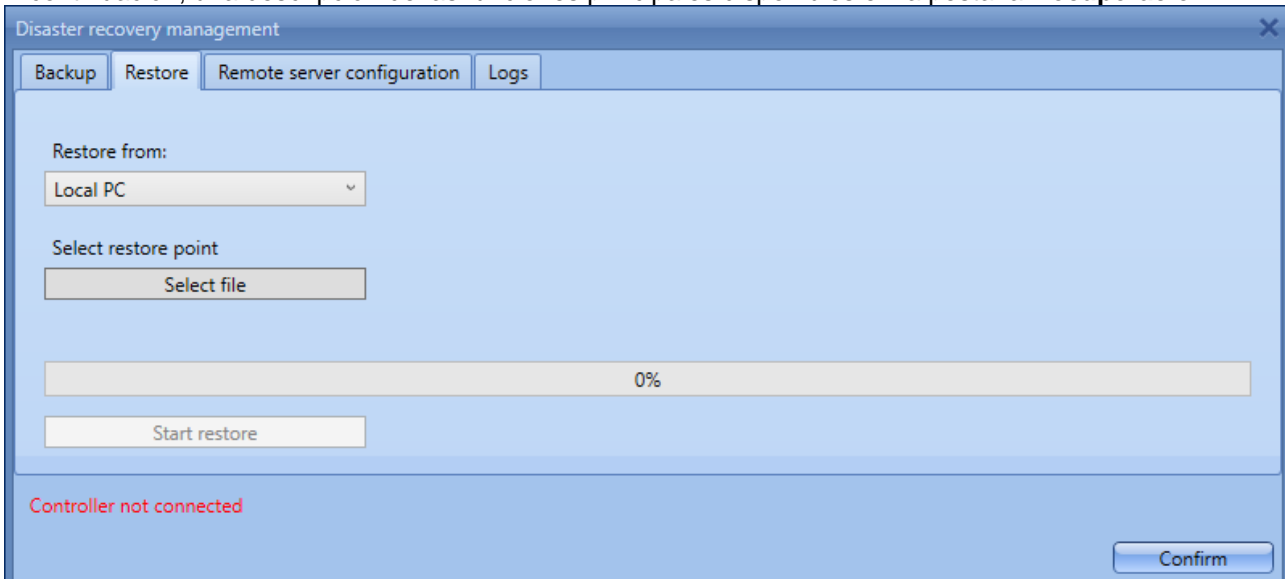 Disaster recovery management
Backup Restore Remote server configuration Logs
Restore from:
Local PC
Select restore point
Select file
0%
Start restore
Controller not connected
Confirm